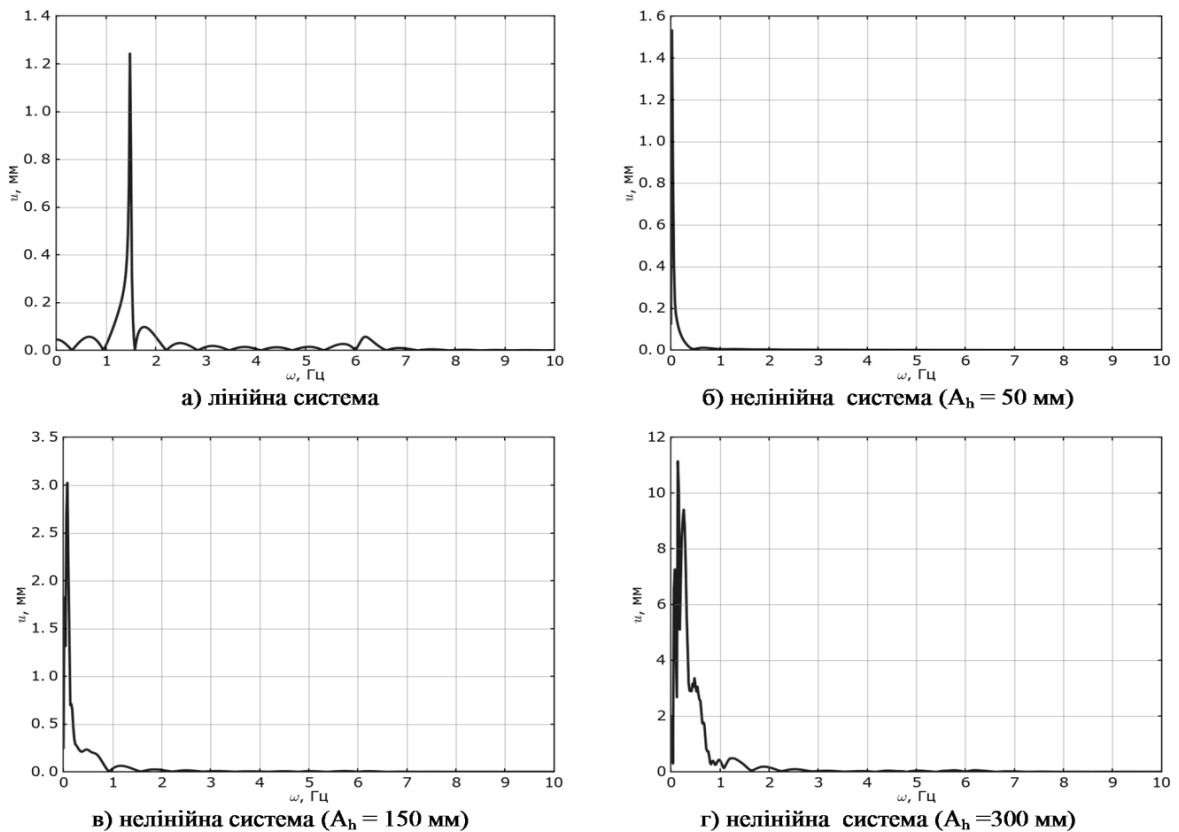 1.4
1.2
1.0
0.8
0.6
0.4
0.2
0.0
u, мм
0 1 2 3 4 5 6 7 8 9 10
ω, Гц
а) лінійна система
1.6
1.4
1.2
1.0
0.8
0.6
0.4
0.2
0.0
u, мм
0 1 2 3 4 5 6 7 8 9 10
ω, Гц
б) нелінійна система (Aₕ = 50 мм)
3.5
3.0
2.5
2.0
1.5
1.0
0.5
0.0
u, мм
0 1 2 3 4 5 6 7 8 9 10
ω, Гц
в) нелінійна система (Aₕ = 150 мм)
12
10
8
6
4
2
0
u, мм
0 1 2 3 4 5 6 7 8 9 10
ω, Гц
г) нелінійна система (Aₕ =300 мм)